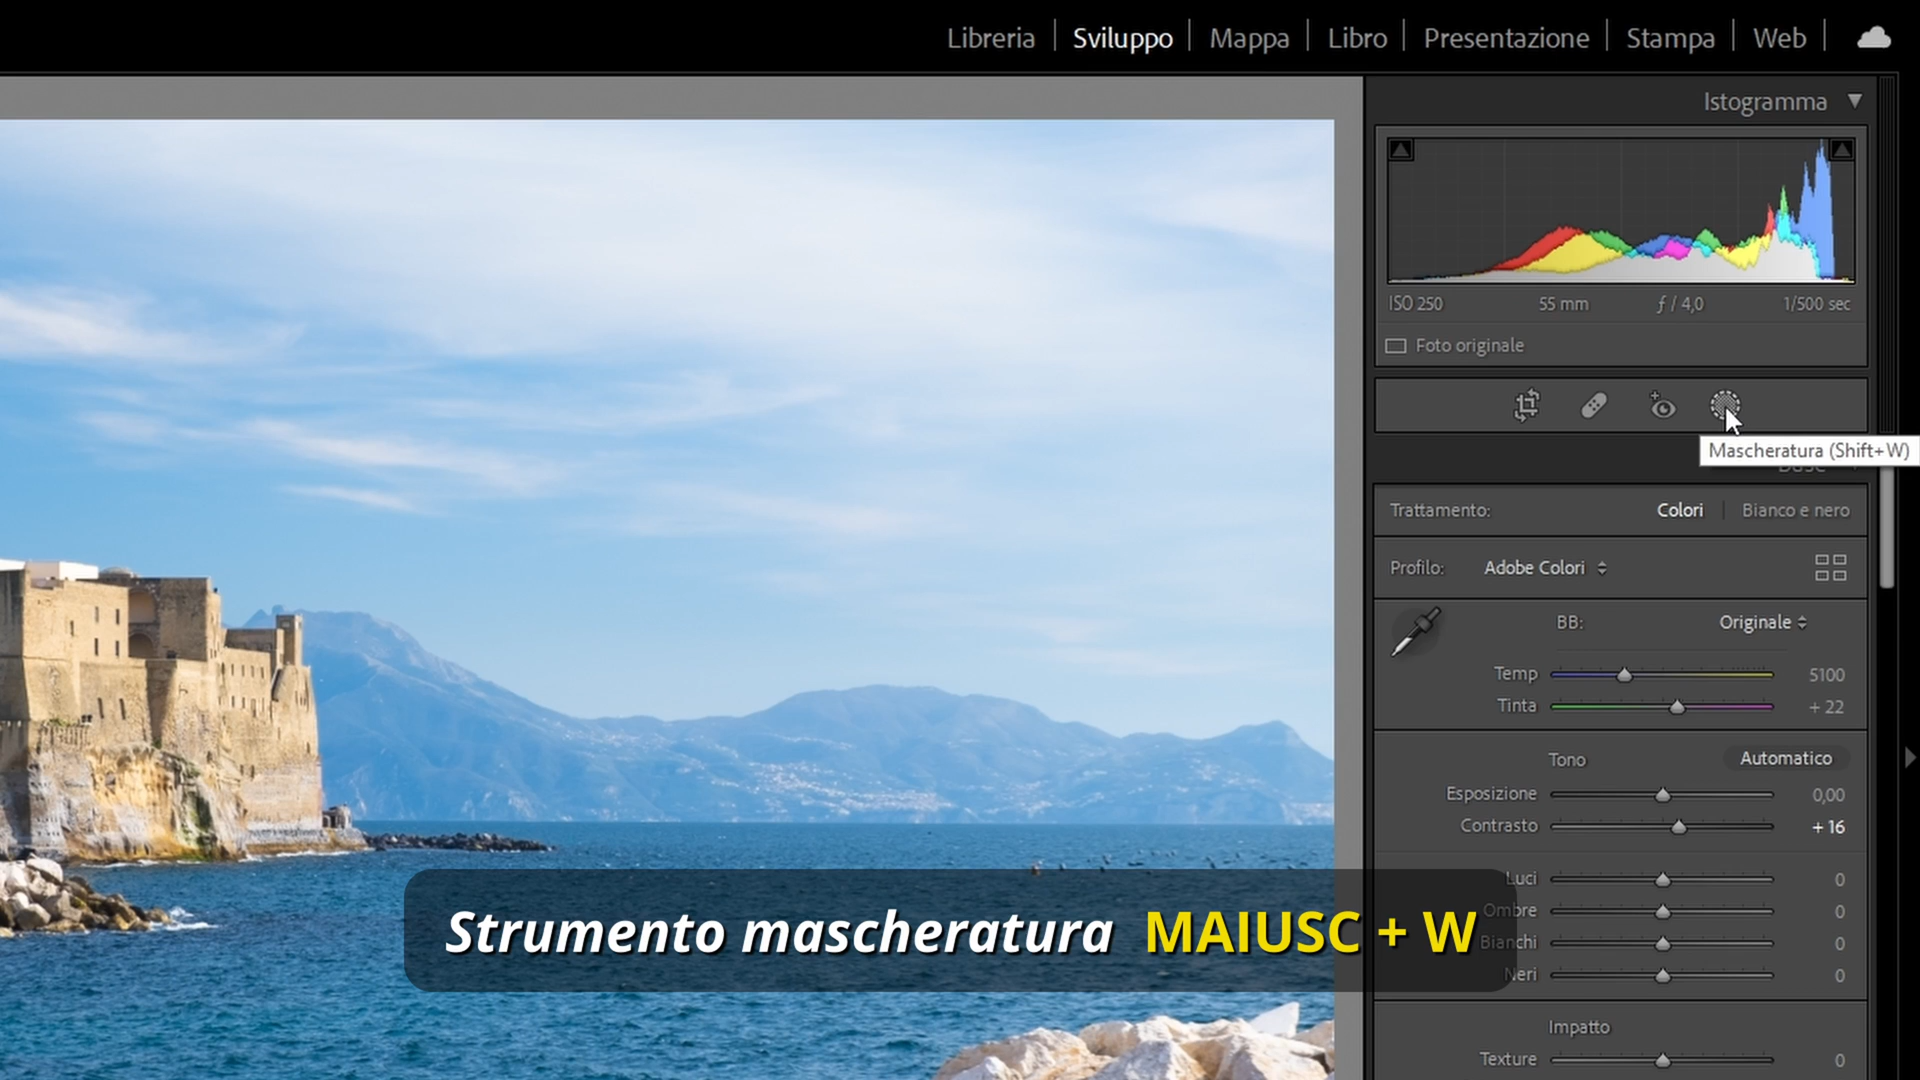 Libreria | Sviluppo | Mappa | Libro | Presentazione | Stampa | Web |
Istogramma
ISO 250 55 mm ƒ / 4,0 1/500 sec
Foto originale
Mascheratura (Shift+W)
Trattamento: Colori | Bianco e nero
Profilo: Adobe Colori
BB: Originale
Temp 5100
Tinta + 22
Tono Automatico
Esposizione 0,00
Contrasto + 16
Luci 0
Ombre 0
Bianchi 0
Neri 0
Strumento mascheratura MAIUSC + W
Impatto
Texture 0